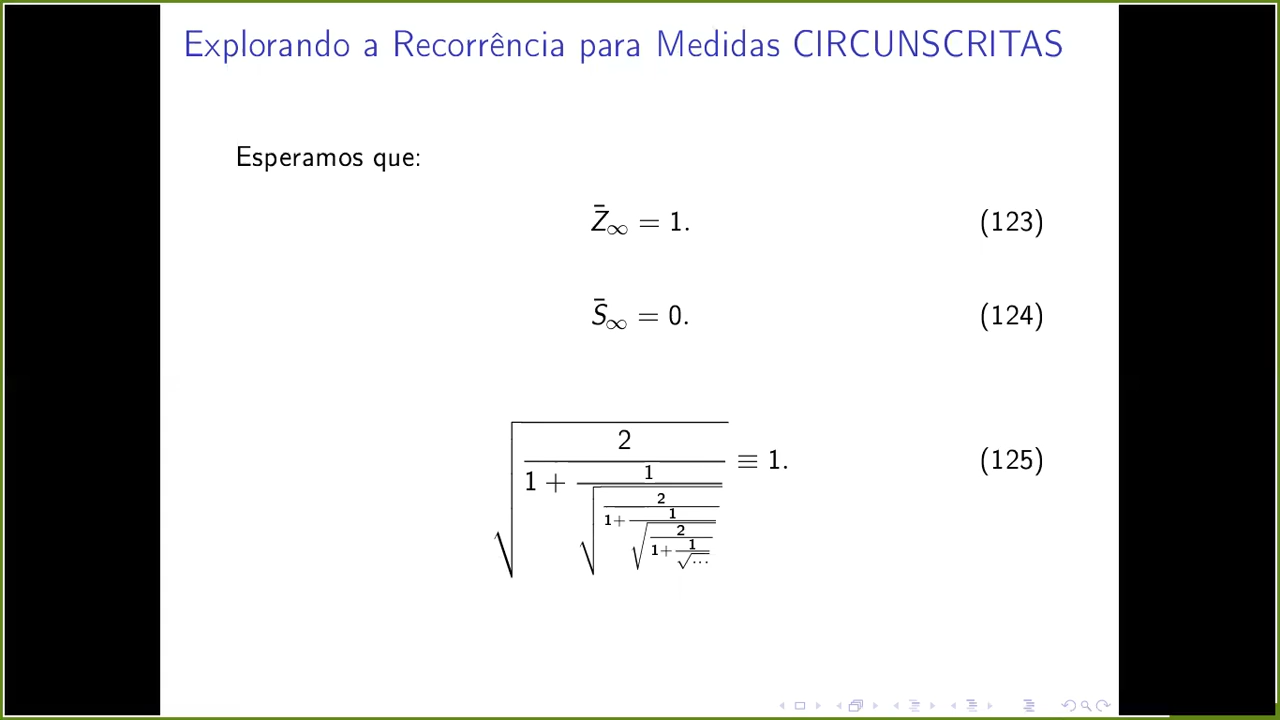 Explorando a Recorrência para Medidas CIRCUNSCRITAS
Esperamos que:
Z̄∞ = 1. (123)
S̄∞ = 0. (124)
√(2/(1 + 1/√(2/(1+1/√(2/(1+1/√...)))))) ≡ 1. (125)